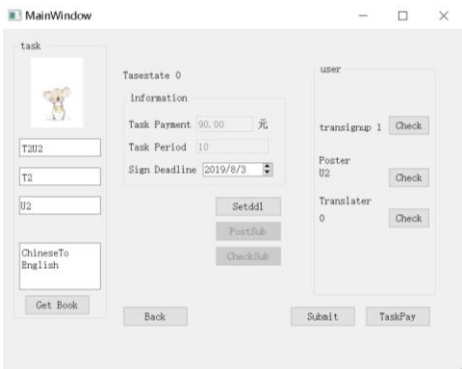 MainWindow
task
T2U2
T2
U2
ChineseTo
English
Get Book
Tasestate 0
information
Task Payment 90.00 元
Task Period 10
Sign Deadline 2019/8/3
Setddl
PostSub
CheckSub
Back
user
transignup 1 Check
Poster
U2 Check
Translater
0 Check
Submit TaskPay